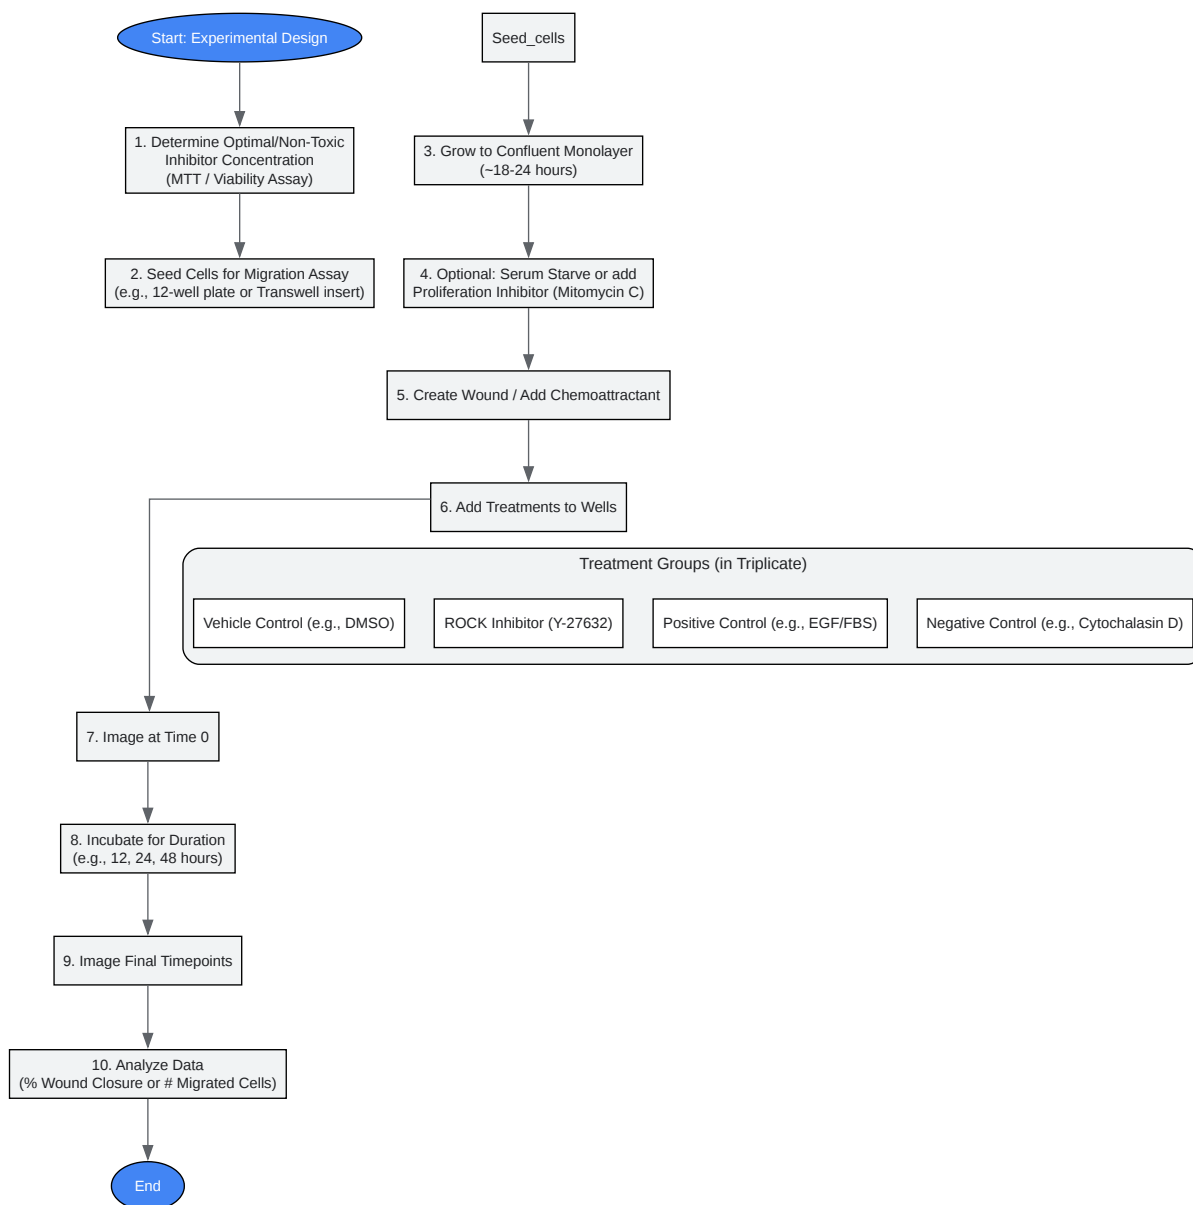 Start: Experimental Design
Seed_cells
1. Determine Optimal/Non-Toxic
Inhibitor Concentration
(MTT / Viability Assay)
3. Grow to Confluent Monolayer
(~18-24 hours)
2. Seed Cells for Migration Assay
(e.g., 12-well plate or Transwell insert)
4. Optional: Serum Starve or add
Proliferation Inhibitor (Mitomycin C)
5. Create Wound / Add Chemoattractant
6. Add Treatments to Wells
Treatment Groups (in Triplicate)
Vehicle Control (e.g., DMSO)
ROCK Inhibitor (Y-27632)
Positive Control (e.g., EGF/FBS)
Negative Control (e.g., Cytochalasin D)
7. Image at Time 0
8. Incubate for Duration
(e.g., 12, 24, 48 hours)
9. Image Final Timepoints
10. Analyze Data
(% Wound Closure or # Migrated Cells)
End